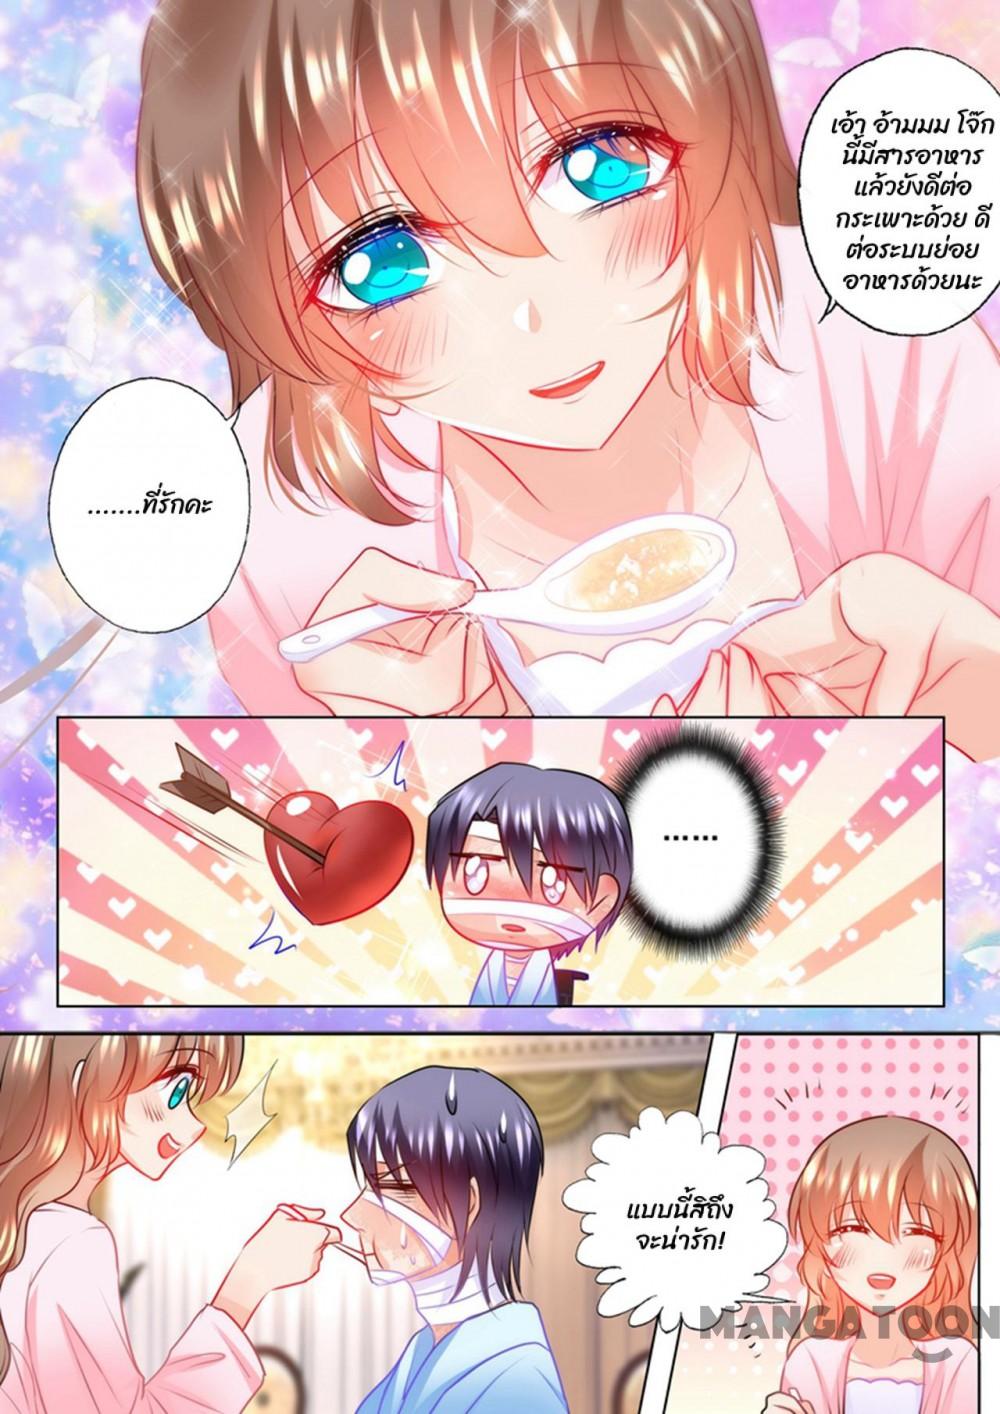 เอ้า อ้ามมม โจ๊ก
นี้มีสารอาหาร
แล้วยังดีต่อ
กระเพาะด้วย ดี
ต่อระบบย่อย
อาหารด้วยนะ
.......ที่รักคะ
......
แบบนี้สิถึง
จะน่ารัก!
MANGATOON